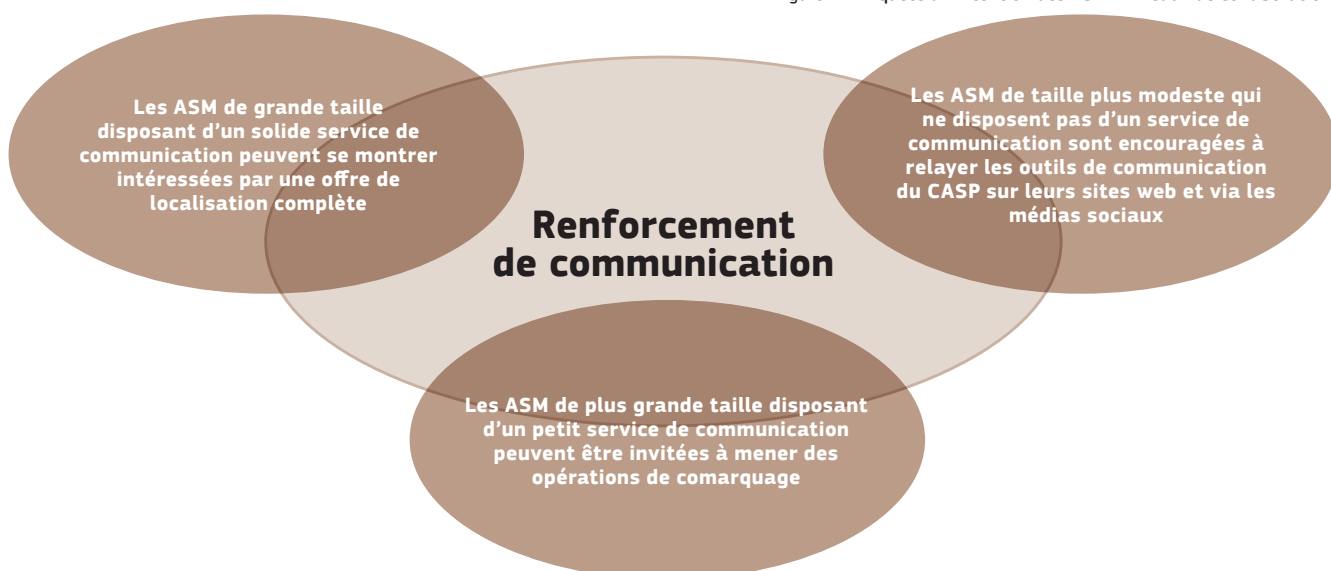 Les ASM de grande taille
disposant d’un solide service de
communication peuvent se montrer
intéressées par une offre de
localisation complète
Les ASM de taille plus modeste qui
ne disposent pas d’un service de
communication sont encouragées à
relayer les outils de communication
du CASP sur leurs sites web et via les
médias sociaux
Renforcement
de communication
Les ASM de plus grande taille disposant
d’un petit service de communication
peuvent être invitées à mener des
opérations de comarquage